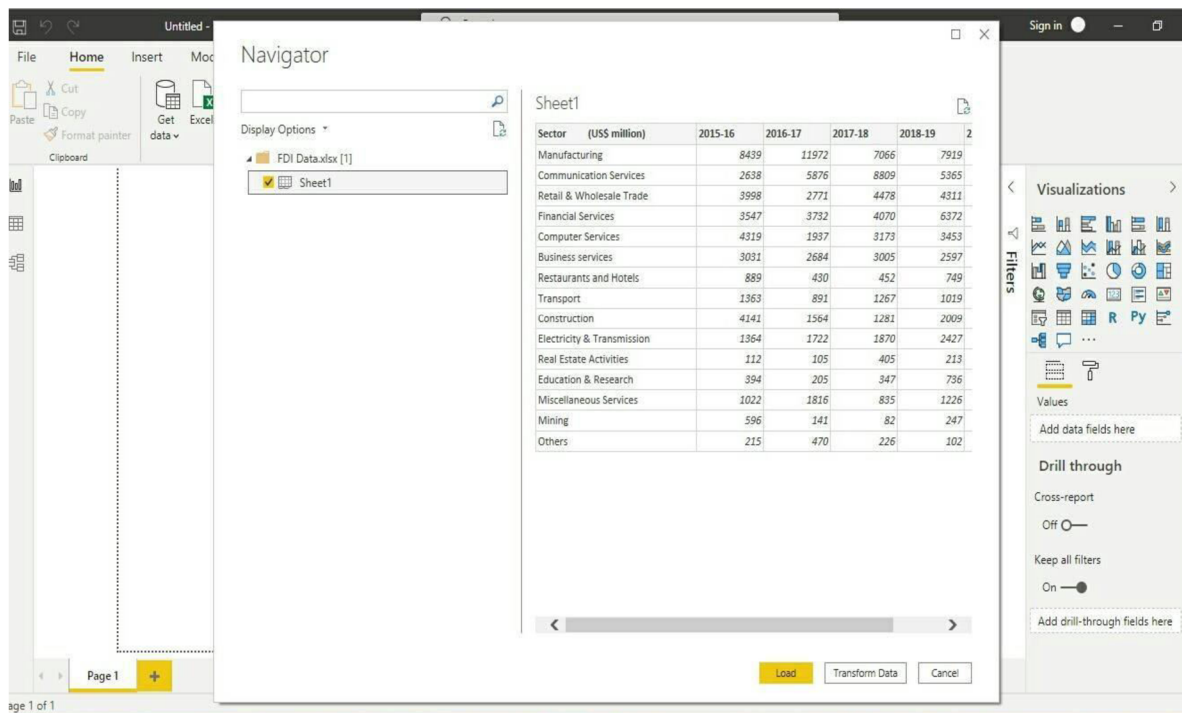 Untitled -
Sign in
File Home Insert Mod
Paste
Cut
Copy
Format painter
Clipboard
Get data
Excel
Navigator
Display Options
FDI Data.xlsx [1]
Sheet1
Sheet1
Sector (US$ million) 2015-16 2016-17 2017-18 2018-19 2
Manufacturing 8439 11972 7066 7919
Communication Services 2638 5876 8809 5365
Retail & Wholesale Trade 3998 2771 4478 4311
Financial Services 3547 3732 4070 6372
Computer Services 4319 1937 3173 3453
Business services 3031 2684 3005 2597
Restaurants and Hotels 889 430 452 749
Transport 1363 891 1267 1019
Construction 4141 1564 1281 2009
Electricity & Transmission 1364 1722 1870 2427
Real Estate Activities 112 105 405 213
Education & Research 394 205 347 736
Miscellaneous Services 1022 1816 835 1226
Mining 596 141 82 247
Others 215 470 226 102
Load Transform Data Cancel
Filters
Visualizations
R Py
123
Values
Add data fields here
Drill through
Cross-report
Off
Keep all filters
On
Add drill-through fields here
Page 1
age 1 of 1